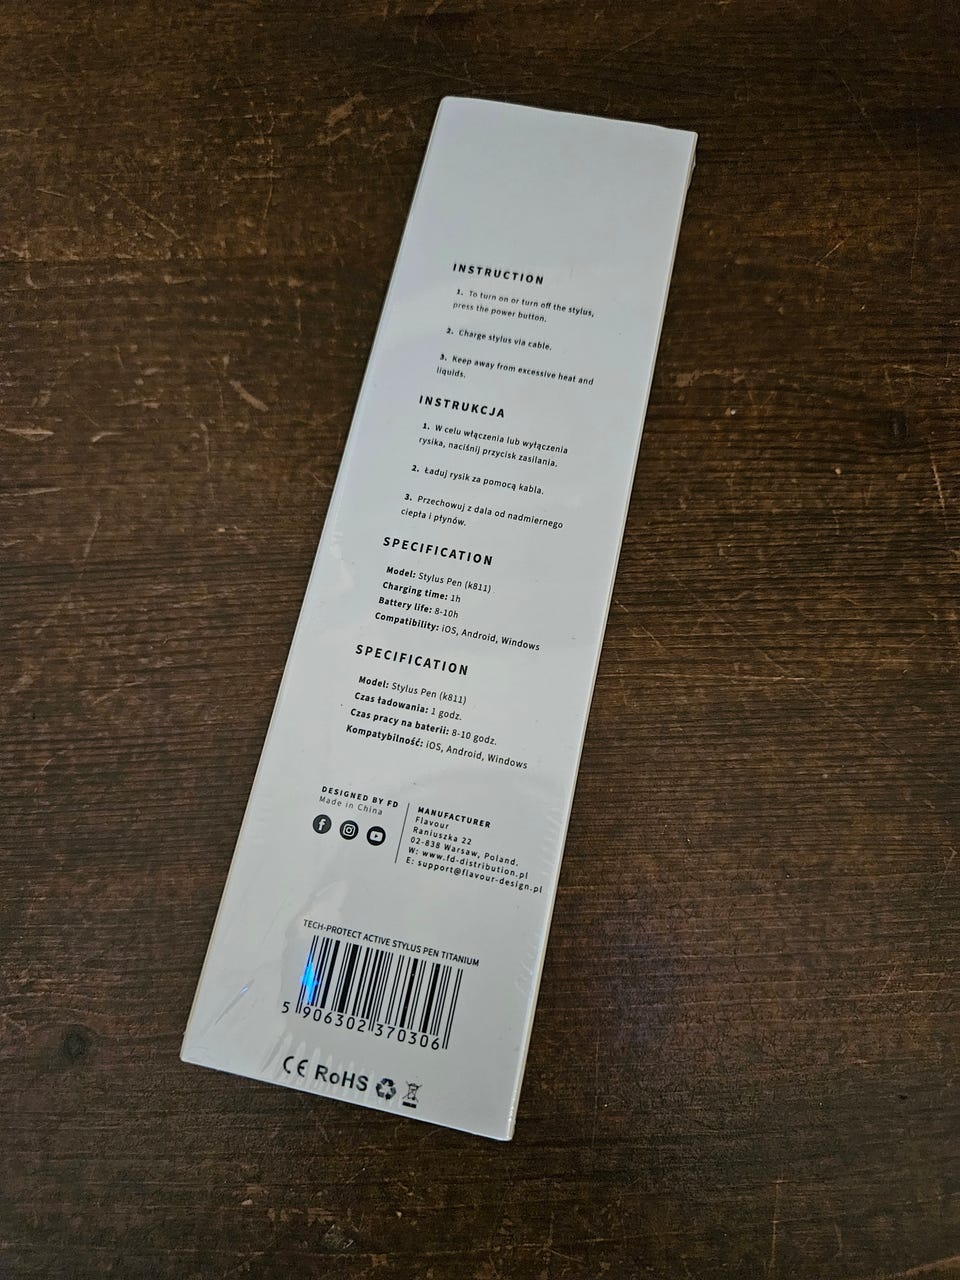 INSTRUCTION
1. To turn on or turn off the stylus,
press the power button.
2. Charge stylus via cable.
3. Keep away from excessive heat and
liquids.
INSTRUKCJA
1. W celu włączenia lub wyłączenia
rysika, naciśnij przycisk zasilania.
2. Ładuj rysik za pomocą kabla.
3. Przechowuj z dala od nadmiernego
ciepła i płynów.
SPECIFICATION
Model: Stylus Pen (k811)
Charging time: 1h
Battery life: 8-10h
Compatibility: iOS, Android, Windows
SPECIFICATION
Model: Stylus Pen (k811)
Czas ładowania: 1 godz.
Czas pracy na baterii: 8-10 godz.
Kompatybilność: iOS, Android, Windows
DESIGNED BY FD
Made in China
MANUFACTURER
Flavour
Raniuszka 22
02-838 Warsaw, Poland.
W: www.fd-distribution.pl
E: support@flavour-design.pl
TECH-PROTECT ACTIVE STYLUS PEN TITANIUM
5 906302 370306
CE RoHS